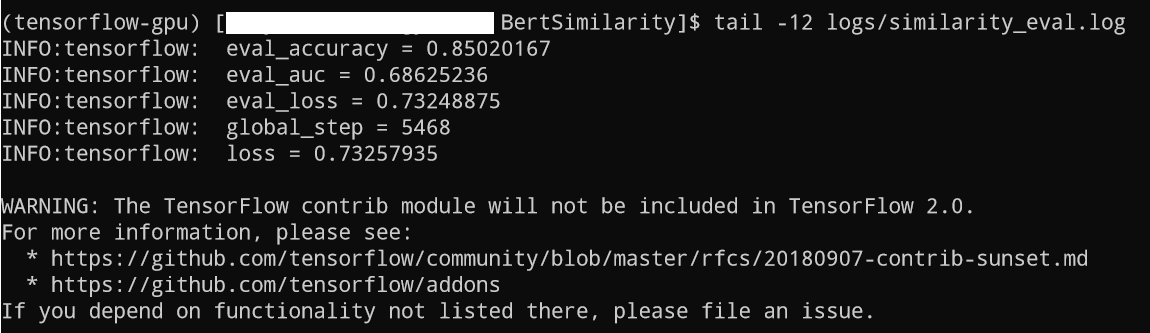 (tensorflow-gpu) [ BertSimilarity]$ tail -12 logs/similarity_eval.log
INFO:tensorflow:  eval_accuracy = 0.85020167
INFO:tensorflow:  eval_auc = 0.68625236
INFO:tensorflow:  eval_loss = 0.73248875
INFO:tensorflow:  global_step = 5468
INFO:tensorflow:  loss = 0.73257935
WARNING: The TensorFlow contrib module will not be included in TensorFlow 2.0.
For more information, please see:
  * https://github.com/tensorflow/community/blob/master/rfcs/20180907-contrib-sunset.md
  * https://github.com/tensorflow/addons
If you depend on functionality not listed there, please file an issue.